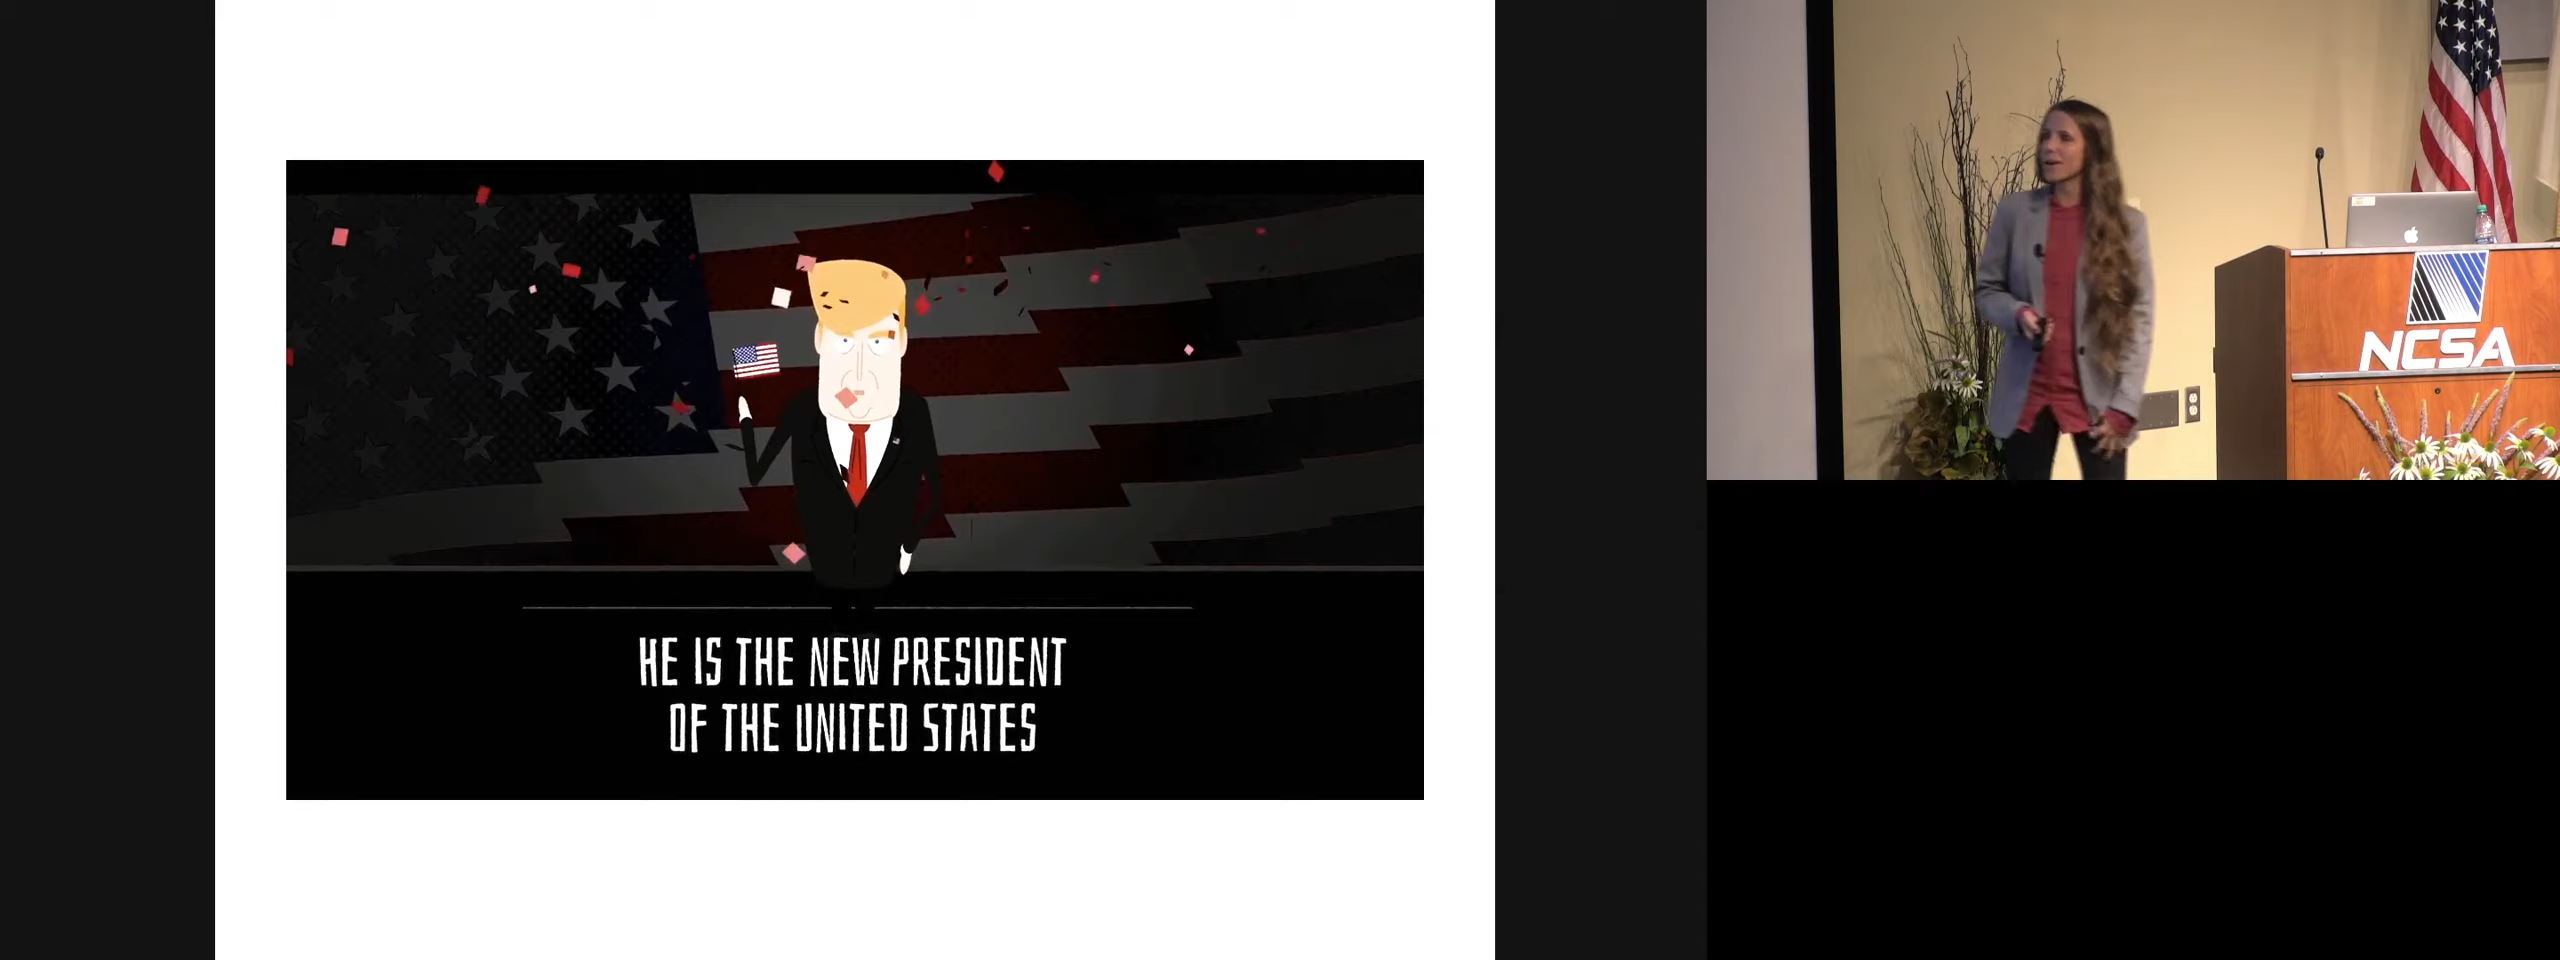 HE IS THE NEW PRESIDENT
OF THE UNITED STATES
NCSA